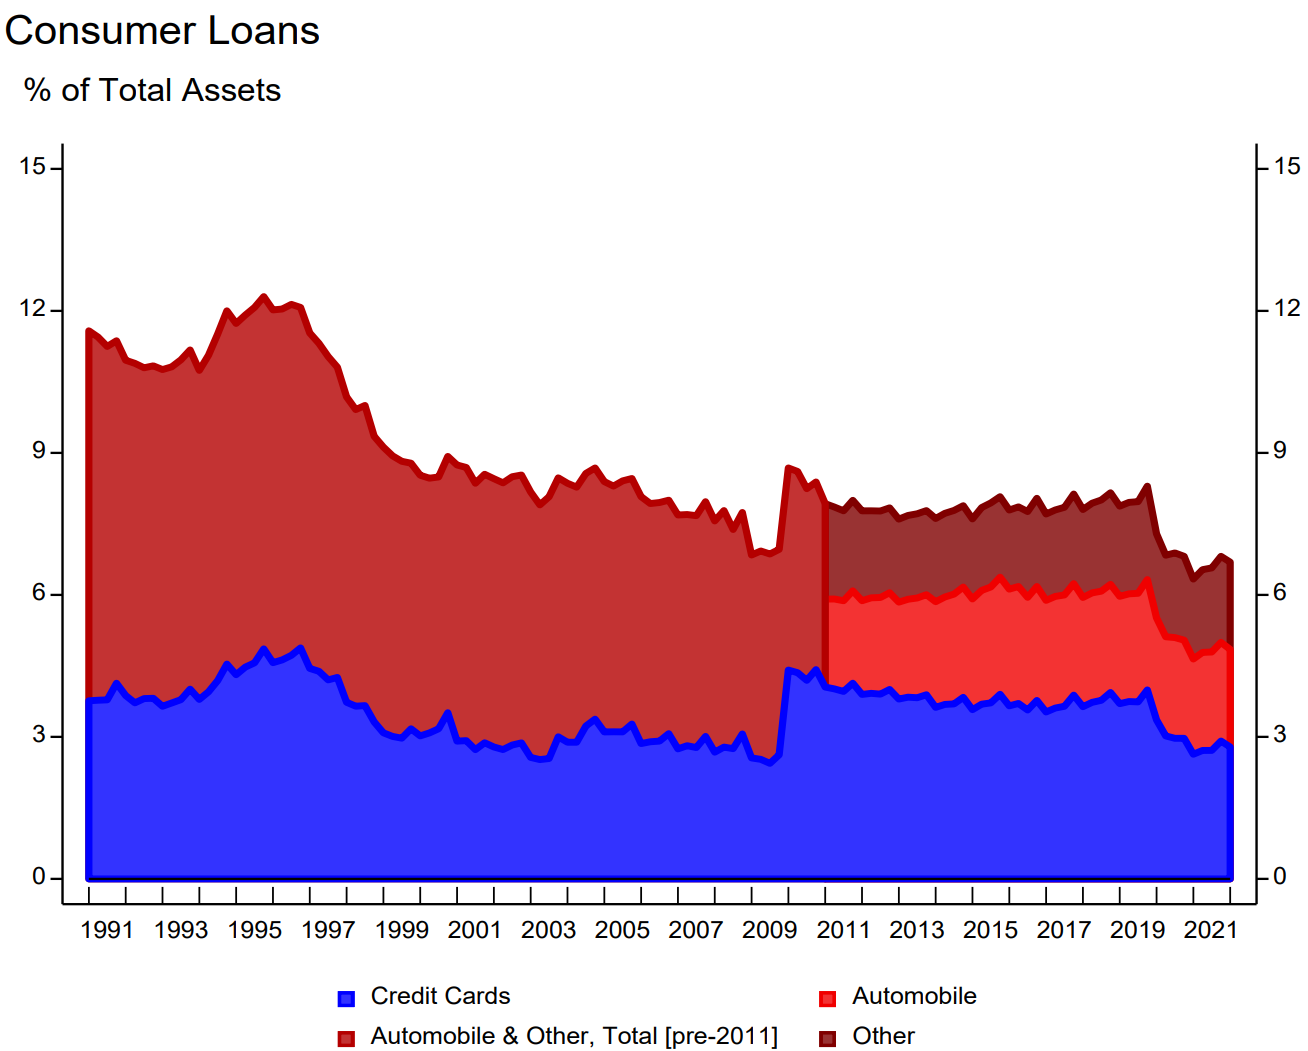 Consumer Loans
% of Total Assets
15 15
12 12
9 9
6 6
3 3
0 0
1991 1993 1995 1997 1999 2001 2003 2005 2007 2009 2011 2013 2015 2017 2019 2021
Credit Cards Automobile
Automobile & Other, Total [pre-2011] Other